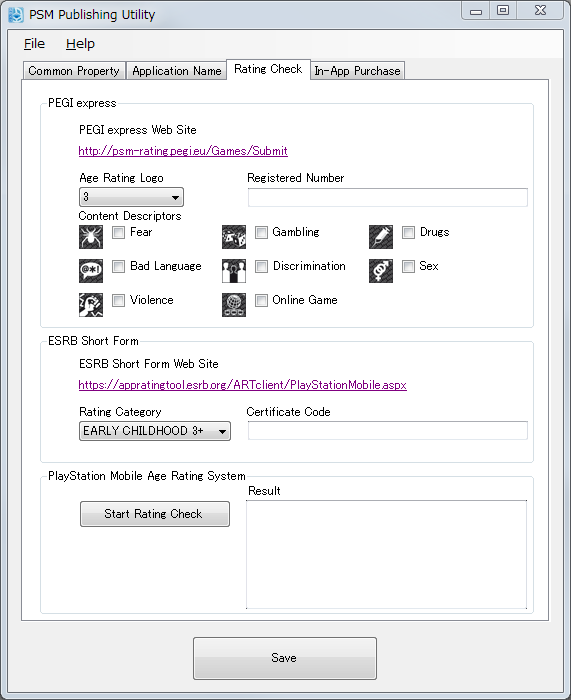 PSM Publishing Utility
File Help
Common Property Application Name Rating Check In-App Purchase
PEGI express
PEGI express Web Site
http://psm-rating.pegi.eu/Games/Submit
Age Rating Logo Registered Number
3
Content Descriptors
Fear Gambling Drugs
@*! Bad Language Discrimination Sex
Violence Online Game
ESRB Short Form
ESRB Short Form Web Site
https://appratingtool.esrb.org/ARTclient/PlayStationMobile.aspx
Rating Category Certificate Code
EARLY CHILDHOOD 3+
PlayStation Mobile Age Rating System
Result
Start Rating Check
Save